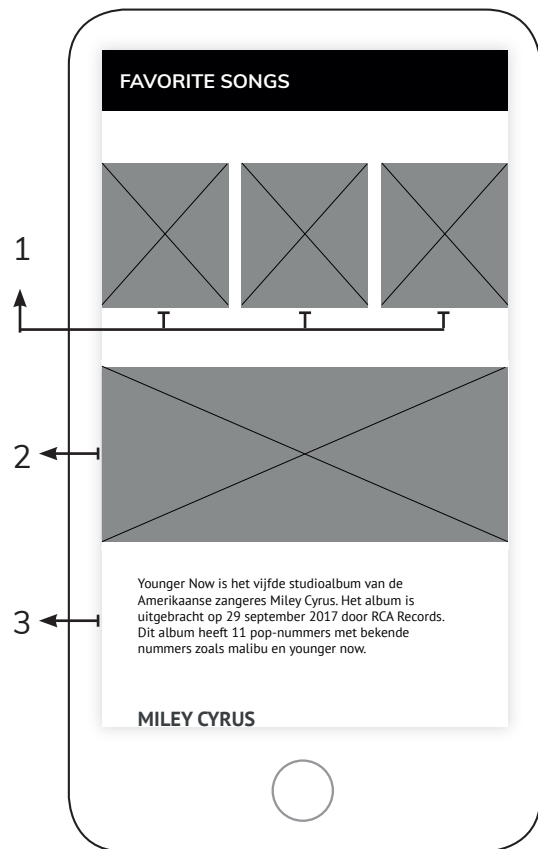 FAVORITE SONGS
1
2
Younger Now is het vijfde studioalbum van de
Amerikaanse zangeres Miley Cyrus. Het album is
uitgebracht op 29 september 2017 door RCA Records.
Dit album heeft 11 pop-nummers met bekende
nummers zoals malibu en younger now.
3
MILEY CYRUS